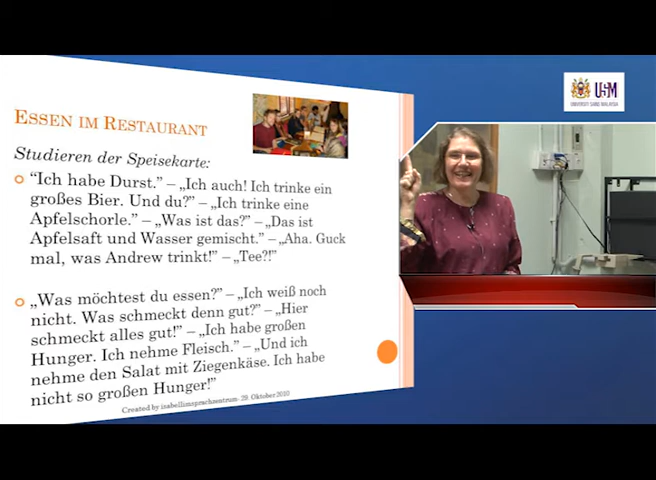 USM
UNIVERSITI SAINS MALAYSIA
ESSEN IM RESTAURANT
Studieren der Speisekarte:
“Ich habe Durst.” – „Ich auch! Ich trinke ein
großes Bier. Und du?” – „Ich trinke eine
Apfelschorle.” – „Was ist das?” – „Das ist
Apfelsaft und Wasser gemischt.” – „Aha. Guck
mal, was Andrew trinkt!” – „Tee?!”
„Was möchtest du essen?” – „Ich weiß noch
nicht. Was schmeckt denn gut?” – „Hier
schmeckt alles gut!” – „Ich habe großen
Hunger. Ich nehme Fleisch.” – „Und ich
nehme den Salat mit Ziegenkäse. Ich habe
nicht so großen Hunger!”
Created by isabellimsprachzentrum- 29. Oktober 2010